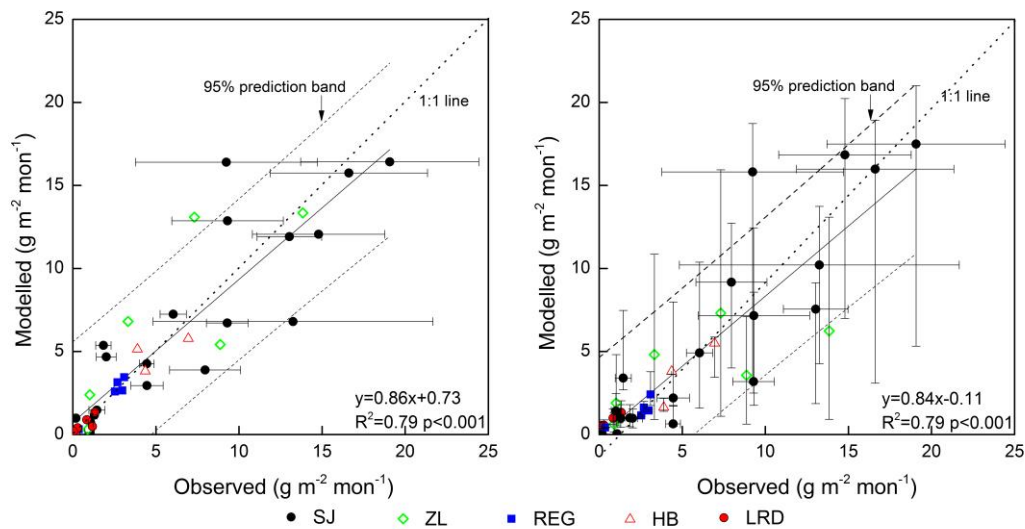 25
20
15
10
5
0
Modelled (g m-2 mon-1)
95% prediction band
1:1 line
y=0.86x+0.73
R2=0.79 p<0.001
0 5 10 15 20 25
Observed (g m-2 mon-1)
25
20
15
10
5
0
Modelled (g m-2 mon-1)
95% prediction band
1:1 line
y=0.84x-0.11
R2=0.79 p<0.001
0 5 10 15 20 25
Observed (g m-2 mon-1)
SJ ZL REG HB LRD